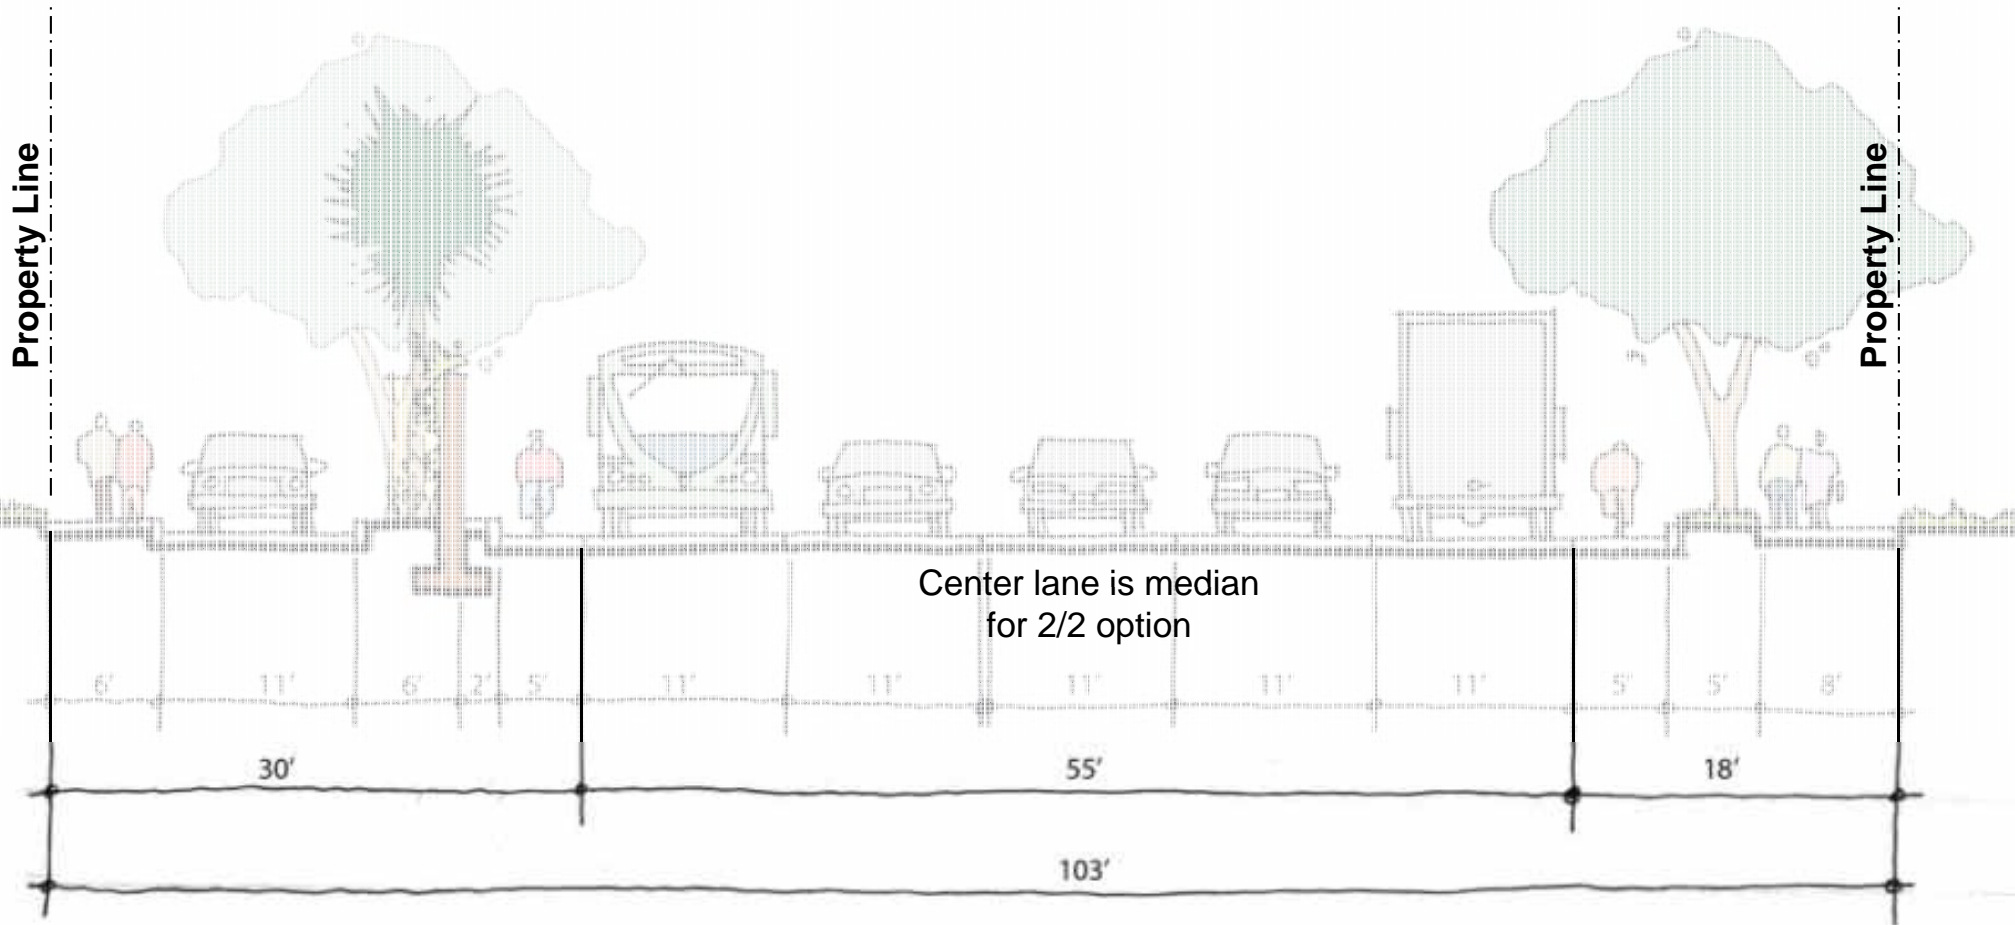 Property Line
Property Line
Center lane is median
for 2/2 option
6' 11' 6' 2' 5' 11' 11' 11' 11' 11' 5' 5' 8'
30' 55' 18'
103'